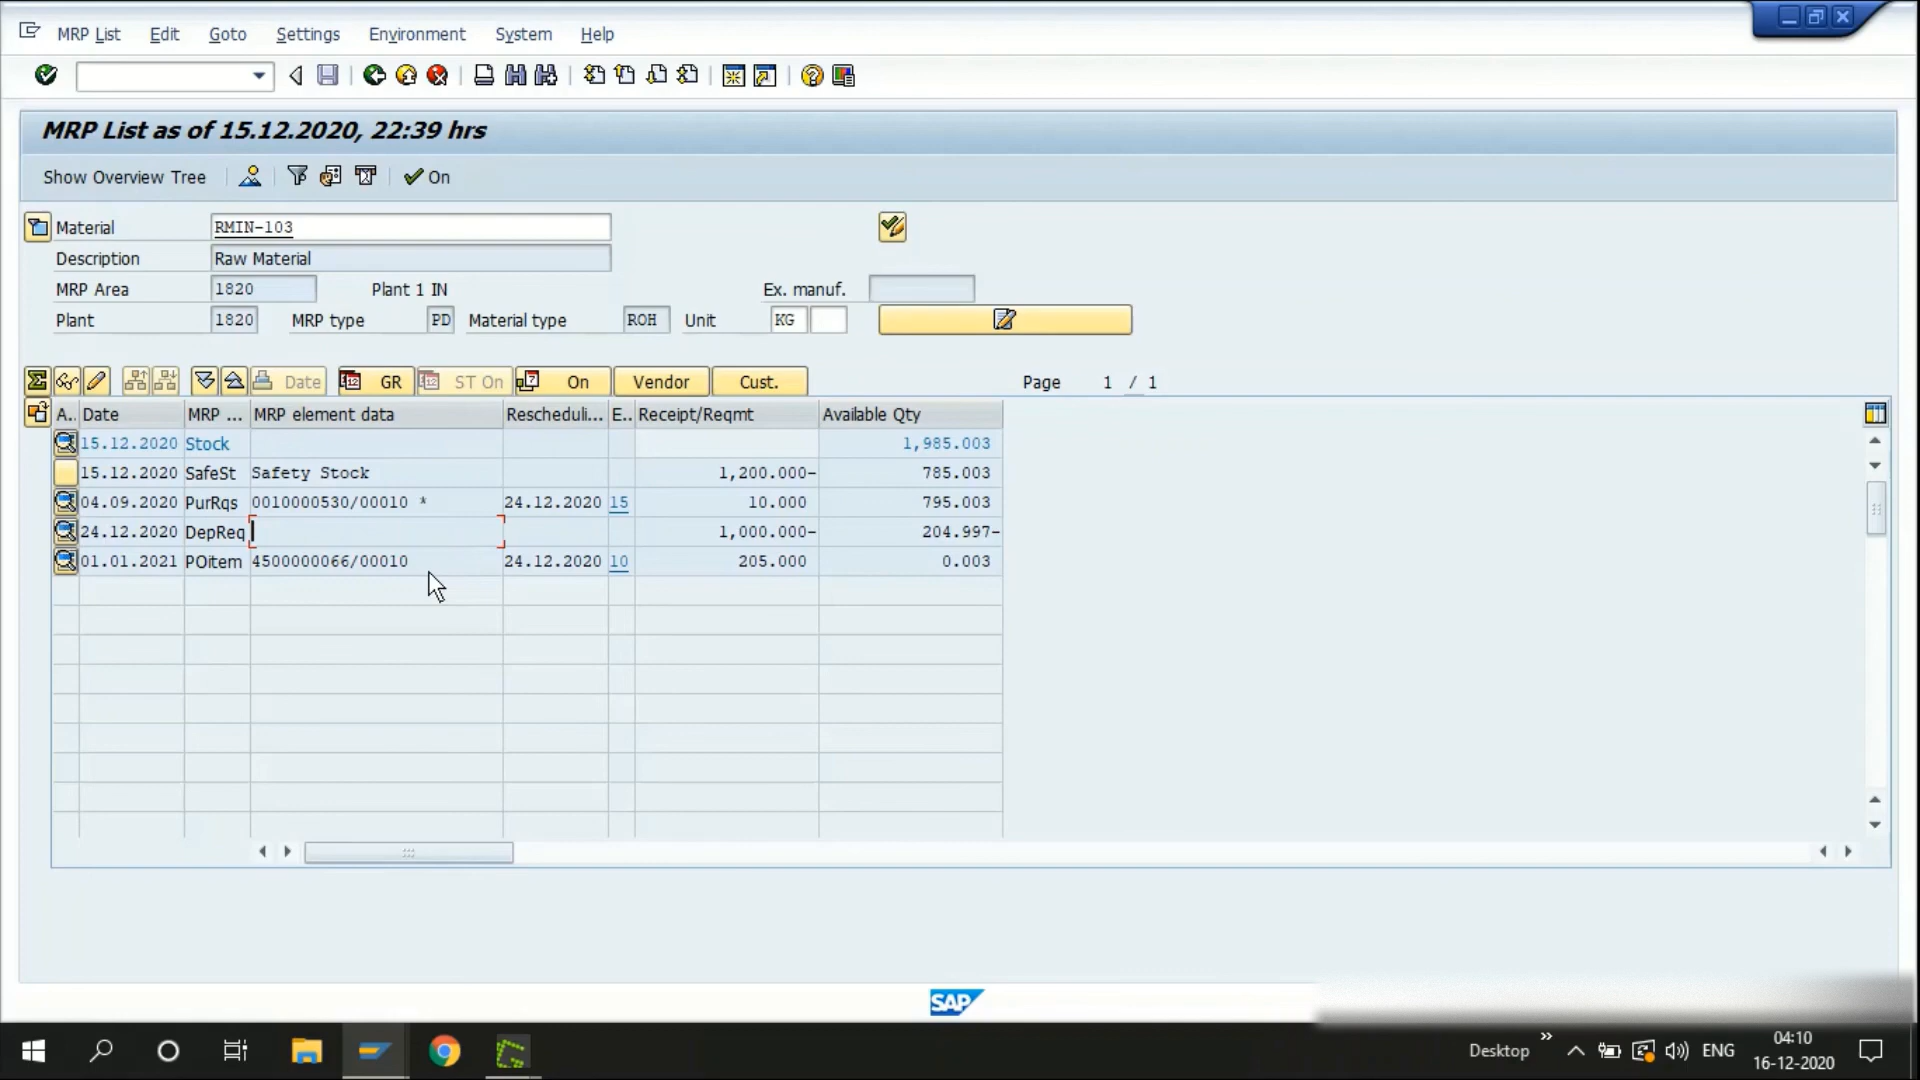 MRP List Edit Goto Settings Environment System Help
MRP List as of 15.12.2020, 22:39 hrs
Show Overview Tree On
Material RMIN-103
Description Raw Material
MRP Area 1820 Plant 1 IN Ex. manuf.
Plant 1820 MRP type PD Material type ROH Unit KG
Date GR ST On On Vendor Cust. Page 1 / 1
A.. Date MRP ... MRP element data Rescheduli... E.. Receipt/Reqmt Available Qty
15.12.2020 Stock 1,985.003
15.12.2020 SafeSt Safety Stock 1,200.000- 785.003
04.09.2020 PurRqs 0010000530/00010 * 24.12.2020 15 10.000 795.003
24.12.2020 DepReq 1,000.000- 204.997-
01.01.2021 POitem 4500000066/00010 24.12.2020 10 205.000 0.003
SAP
Desktop » ENG 04:10
16-12-2020